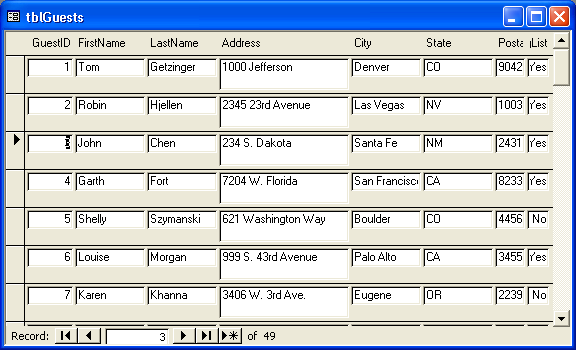 tblGuests
GuestID FirstName LastName Address City State Posta List
1 Tom Getzinger 1000 Jefferson Denver CO 9042 Yes
2 Robin Hjellen 2345 23rd Avenue Las Vegas NV 1003 Yes
3 John Chen 234 S. Dakota Santa Fe NM 2431 Yes
4 Garth Fort 7204 W. Florida San Francisc CA 8233 Yes
5 Shelly Szymanski 621 Washington Way Boulder CO 4456 No
6 Louise Morgan 999 S. 43rd Avenue Palo Alto CA 3455 Yes
7 Karen Khanna 3406 W. 3rd Ave. Eugene OR 2239 No
Record: 3 of 49